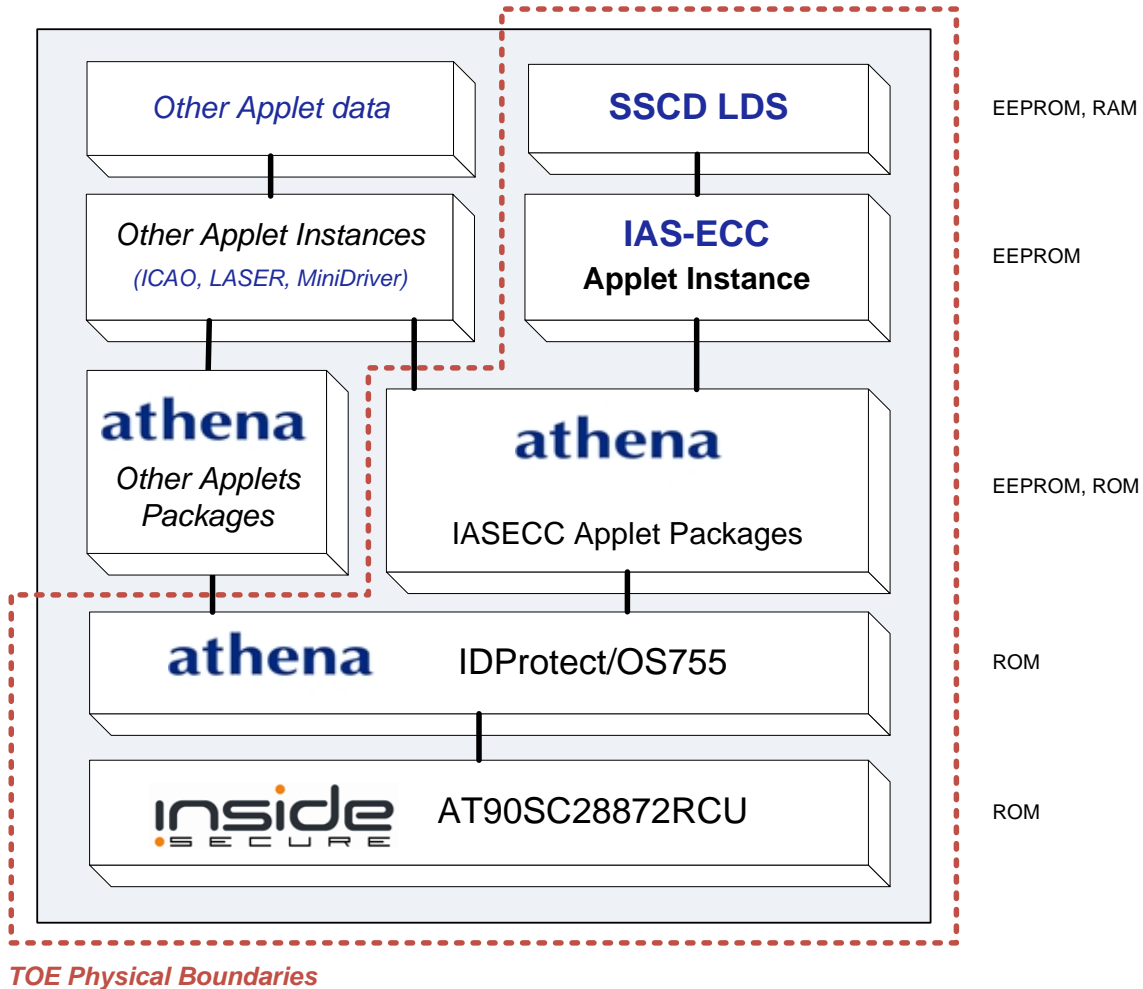 Other Applet data
SSCD LDS
EEPROM, RAM
Other Applet Instances
(ICAO, LASER, MiniDriver)
IAS-ECC
Applet Instance
EEPROM
athena
Other Applets
Packages
athena
IASECC Applet Packages
EEPROM, ROM
athena
IDProtect/OS755
ROM
inside
SECURE
AT90SC28872RCU
ROM
TOE Physical Boundaries